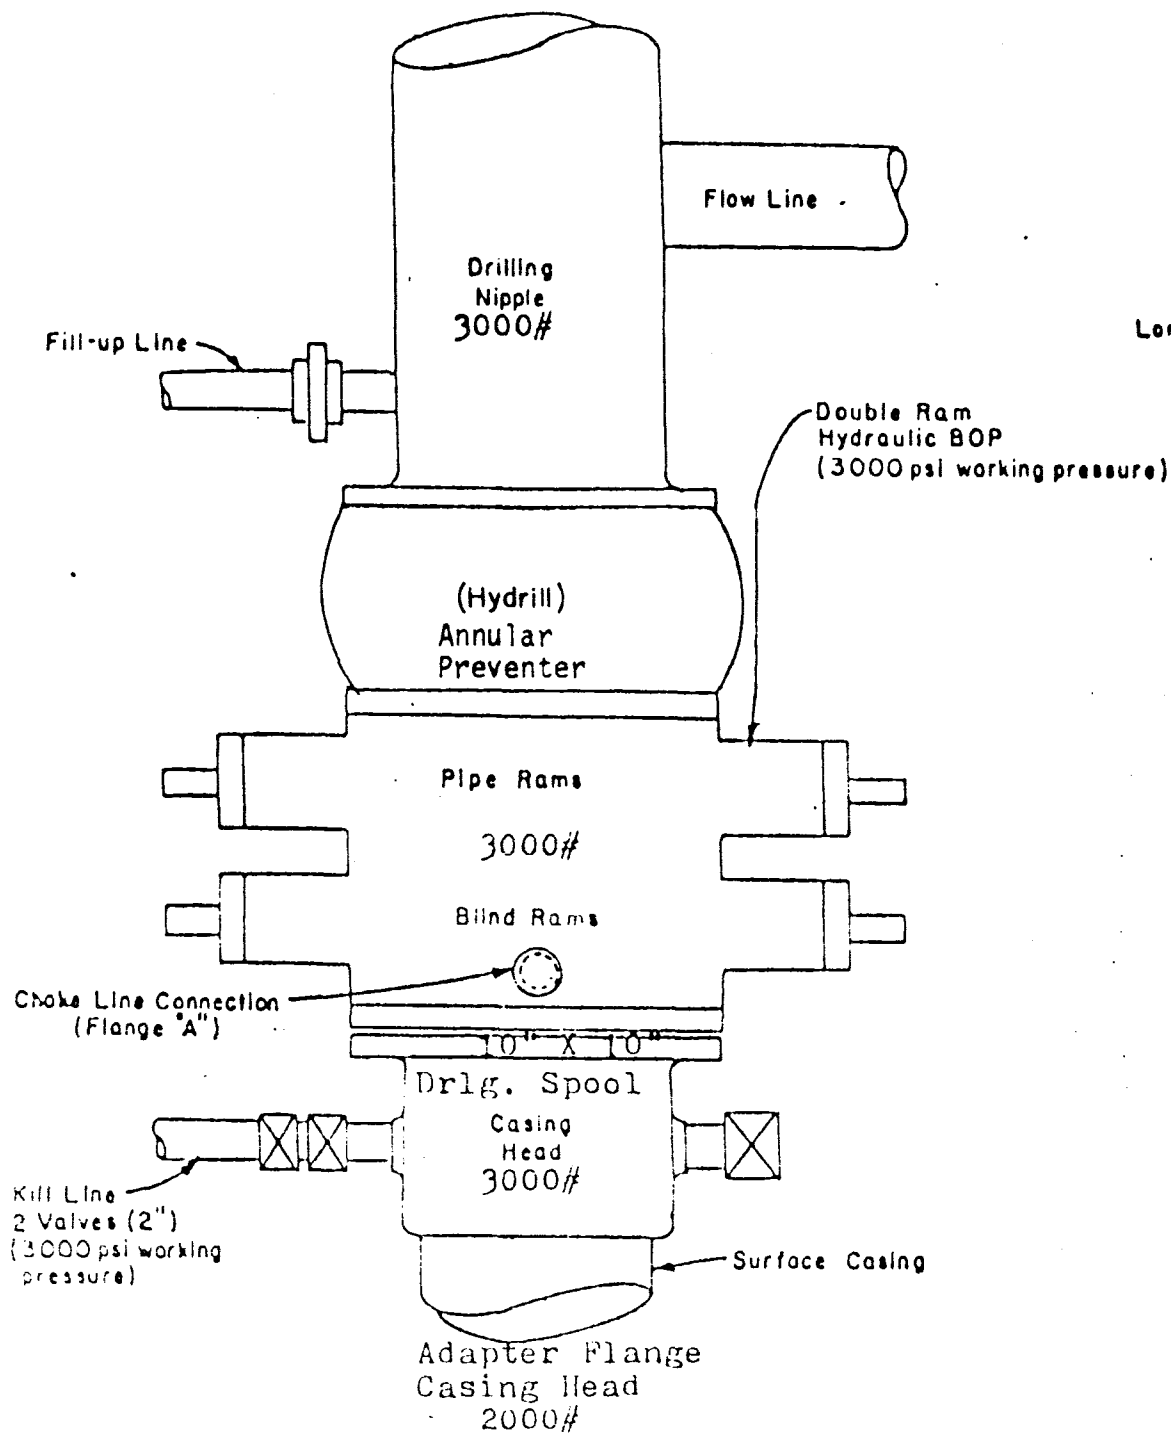 Flow Line
Drilling
Nipple
3000#
Fill-up Line
Double Ram
Hydraulic BOP
(3000 psi working pressure)
(Hydrill)
Annular
Preventer
Pipe Rams
3000#
Blind Rams
Choke Line Connection
(Flange "A")
0" X 0"
Drlg. Spool
Casing
Head
3000#
Kill Line
2 Valves (2")
(3000 psi working
pressure)
Surface Casing
Adapter Flange
Casing Head
2000#